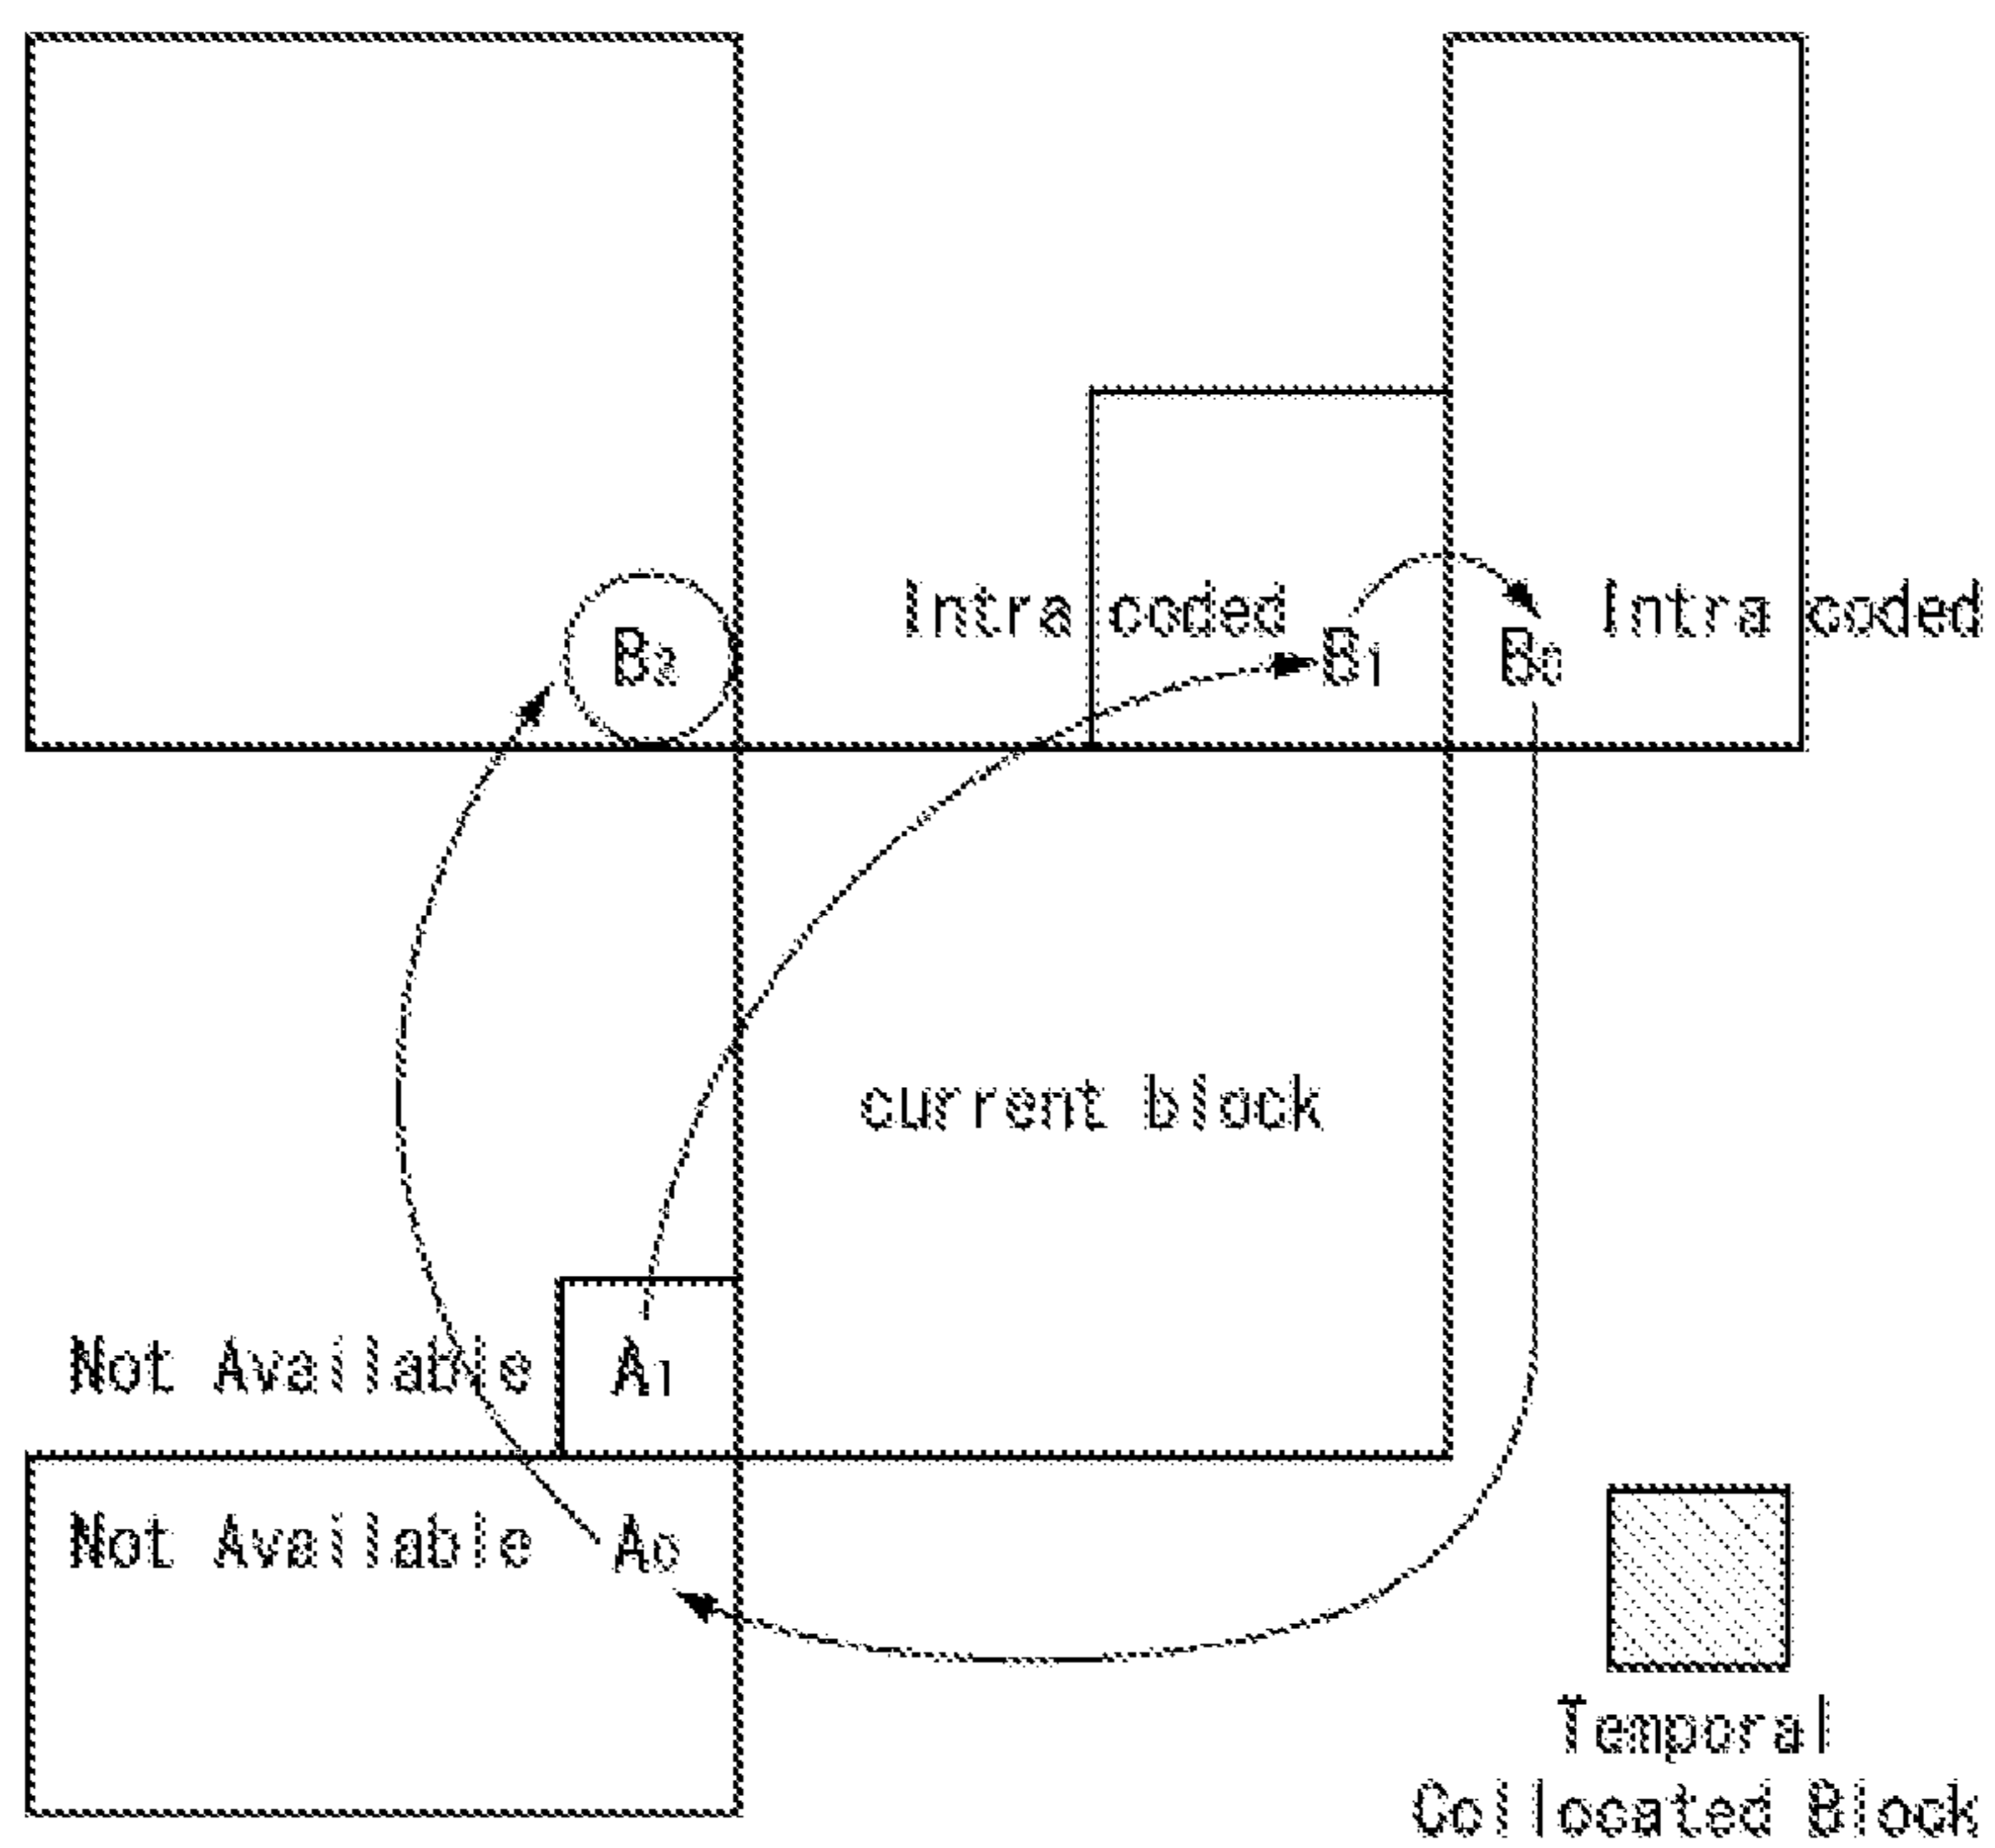 Intra coded
Intra coded
B2
B1
B0
current block
Not Available
A1
Not Available
A0
Temporal
Collocated Block